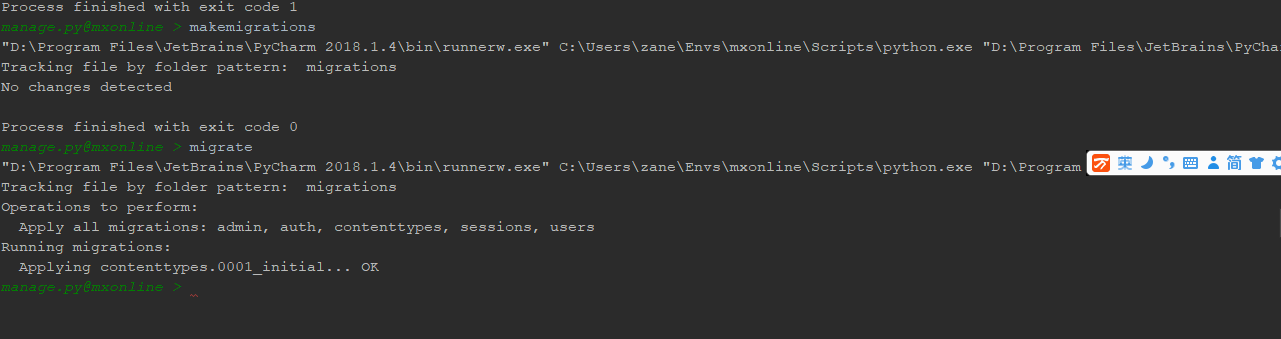 Process finished with exit code 1
manage.py@mxonline > makemigrations
"D:\Program Files\JetBrains\PyCharm 2018.1.4\bin\runnerw.exe" C:\Users\zane\Envs\mxonline\Scripts\python.exe "D:\Program Files\JetBrains\PyCha
Tracking file by folder pattern:  migrations
No changes detected
Process finished with exit code 0
manage.py@mxonline > migrate
"D:\Program Files\JetBrains\PyCharm 2018.1.4\bin\runnerw.exe" C:\Users\zane\Envs\mxonline\Scripts\python.exe "D:\Program
万 英 简
Tracking file by folder pattern:  migrations
Operations to perform:
  Apply all migrations: admin, auth, contenttypes, sessions, users
Running migrations:
  Applying contenttypes.0001_initial... OK
manage.py@mxonline >